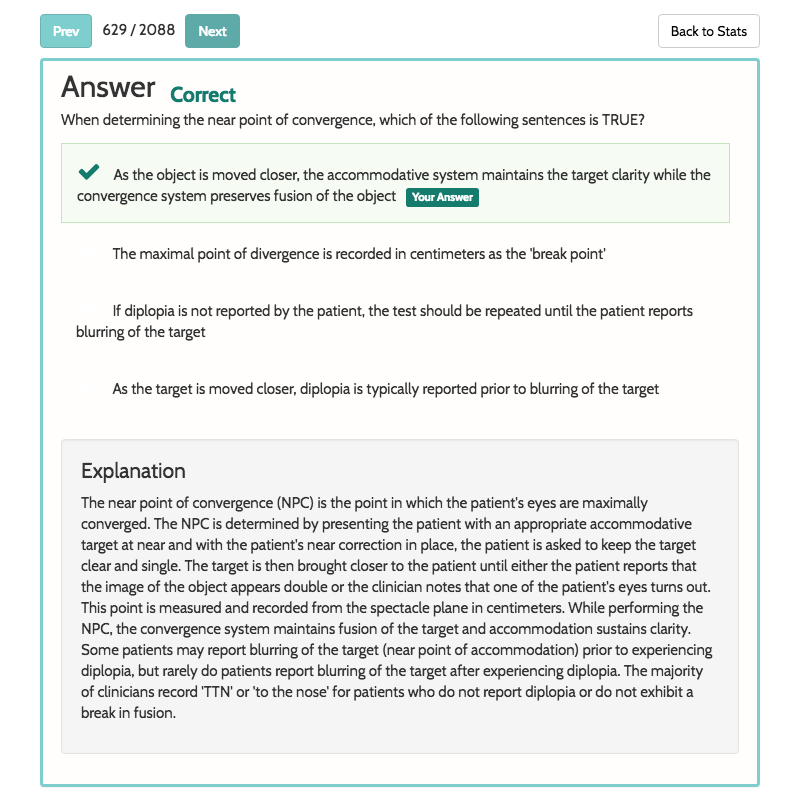 Prev 629 / 2088 Next Back to Stats
Answer Correct
When determining the near point of convergence, which of the following sentences is TRUE?
As the object is moved closer, the accommodative system maintains the target clarity while the
convergence system preserves fusion of the object Your Answer
The maximal point of divergence is recorded in centimeters as the 'break point'
If diplopia is not reported by the patient, the test should be repeated until the patient reports
blurring of the target
As the target is moved closer, diplopia is typically reported prior to blurring of the target
Explanation
The near point of convergence (NPC) is the point in which the patient's eyes are maximally
converged. The NPC is determined by presenting the patient with an appropriate accommodative
target at near and with the patient's near correction in place, the patient is asked to keep the target
clear and single. The target is then brought closer to the patient until either the patient reports that
the image of the object appears double or the clinician notes that one of the patient's eyes turns out.
This point is measured and recorded from the spectacle plane in centimeters. While performing the
NPC, the convergence system maintains fusion of the target and accommodation sustains clarity.
Some patients may report blurring of the target (near point of accommodation) prior to experiencing
diplopia, but rarely do patients report blurring of the target after experiencing diplopia. The majority
of clinicians record 'TTN' or 'to the nose' for patients who do not report diplopia or do not exhibit a
break in fusion.